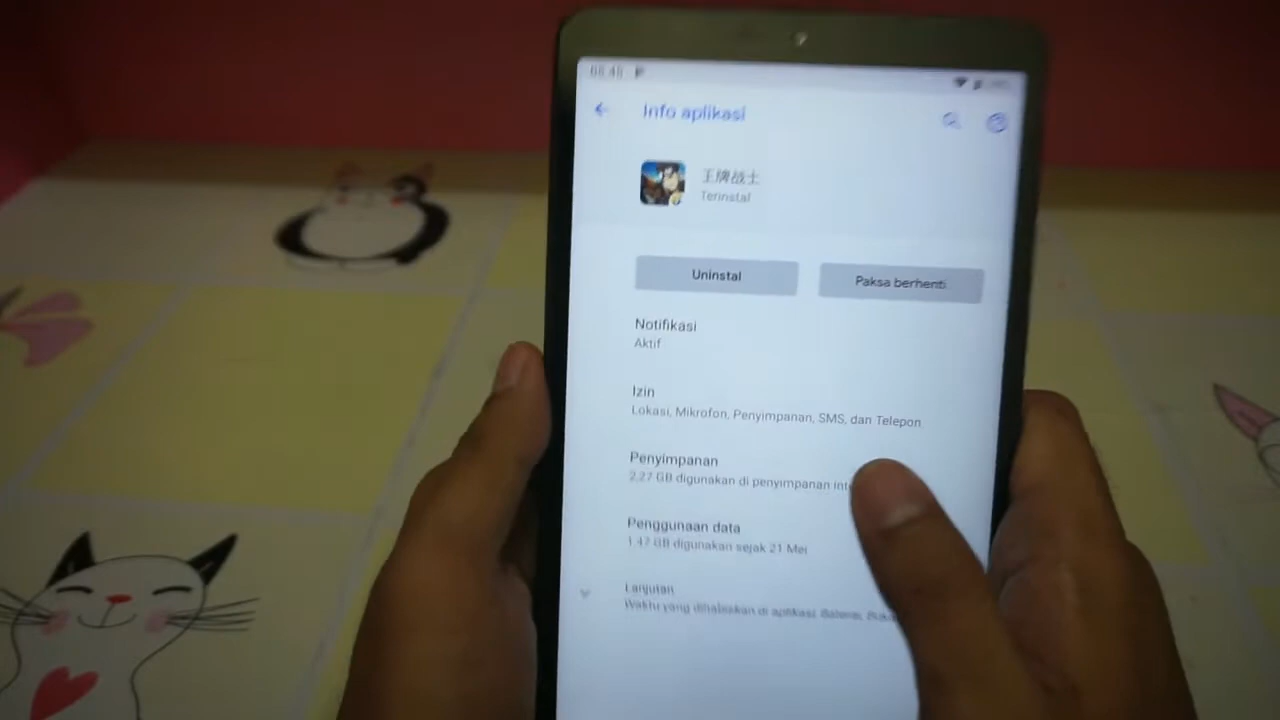 Info aplikasi
王牌战士
Terinstal
Uninstal
Paksa berhenti
Notifikasi
Aktif
Izin
Lokasi, Mikrofon, Penyimpanan, SMS, dan Telepon
Penyimpanan
2,27 GB digunakan di penyimpanan inte
Penggunaan data
1,47 GB digunakan sejak 21 Mei
Lanjutan
Waktu yang dihabiskan di aplikasi, Baterai, Buka